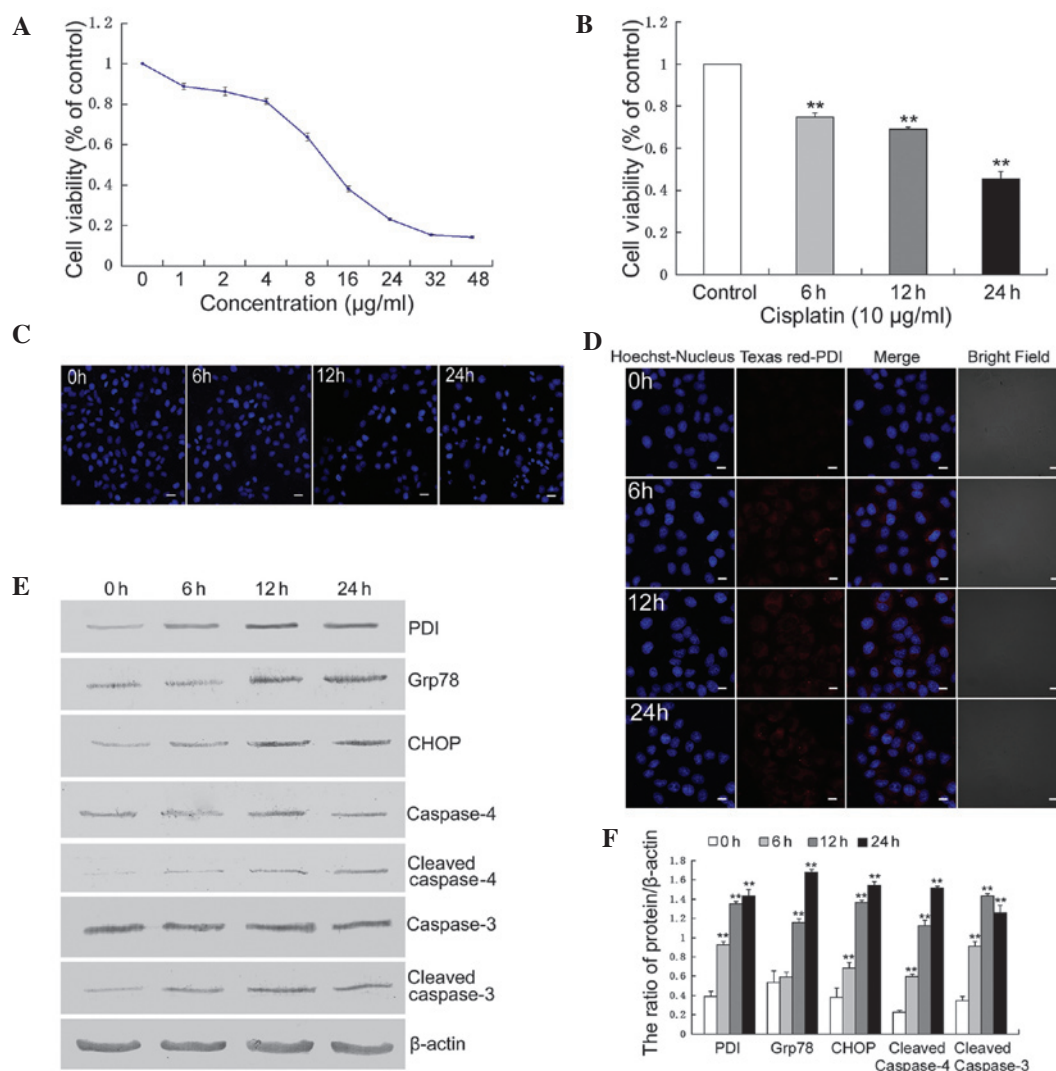 A
Cell viability (% of control)
1.2
1
0.8
0.6
0.4
0.2
0
0 1 2 4 8 16 24 32 48
Concentration (µg/ml)
B
Cell viability (% of control)
1.2
1
0.8
0.6
0.4
0.2
0
** ** **
Control 6 h 12 h 24 h
Cisplatin (10 µg/ml)
C
0h 6h 12h 24h
D
Hoechst-Nucleus Texas red-PDI Merge Bright Field
0h
6h
12h
24h
E
0 h 6 h 12 h 24 h
PDI
Grp78
CHOP
Caspase-4
Cleaved
caspase-4
Caspase-3
Cleaved
caspase-3
β-actin
F
0 h 6 h 12 h 24 h
The ratio of protein/β-actin
1.8
1.6
1.4
1.2
1
0.8
0.6
0.4
0.2
0
** ** ** ** ** ** ** ** ** ** ** ** ** **
PDI Grp78 CHOP Cleaved Cleaved
Caspase-4 Caspase-3